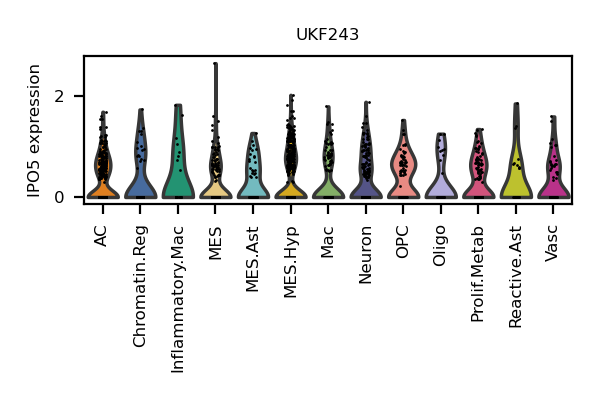 UKF243
IPO5 expression
2
0
AC
Chromatin.Reg
Inflammatory.Mac
MES
MES.Ast
MES.Hyp
Mac
Neuron
OPC
Oligo
Prolif.Metab
Reactive.Ast
Vasc